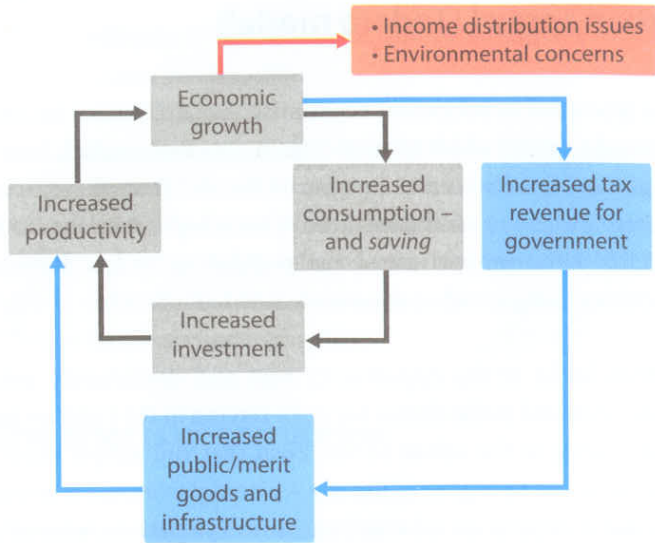 • Income distribution issues
• Environmental concerns
Economic
growth
Increased
productivity
Increased
consumption –
and saving
Increased tax
revenue for
government
Increased
investment
Increased
public/merit
goods and
infrastructure